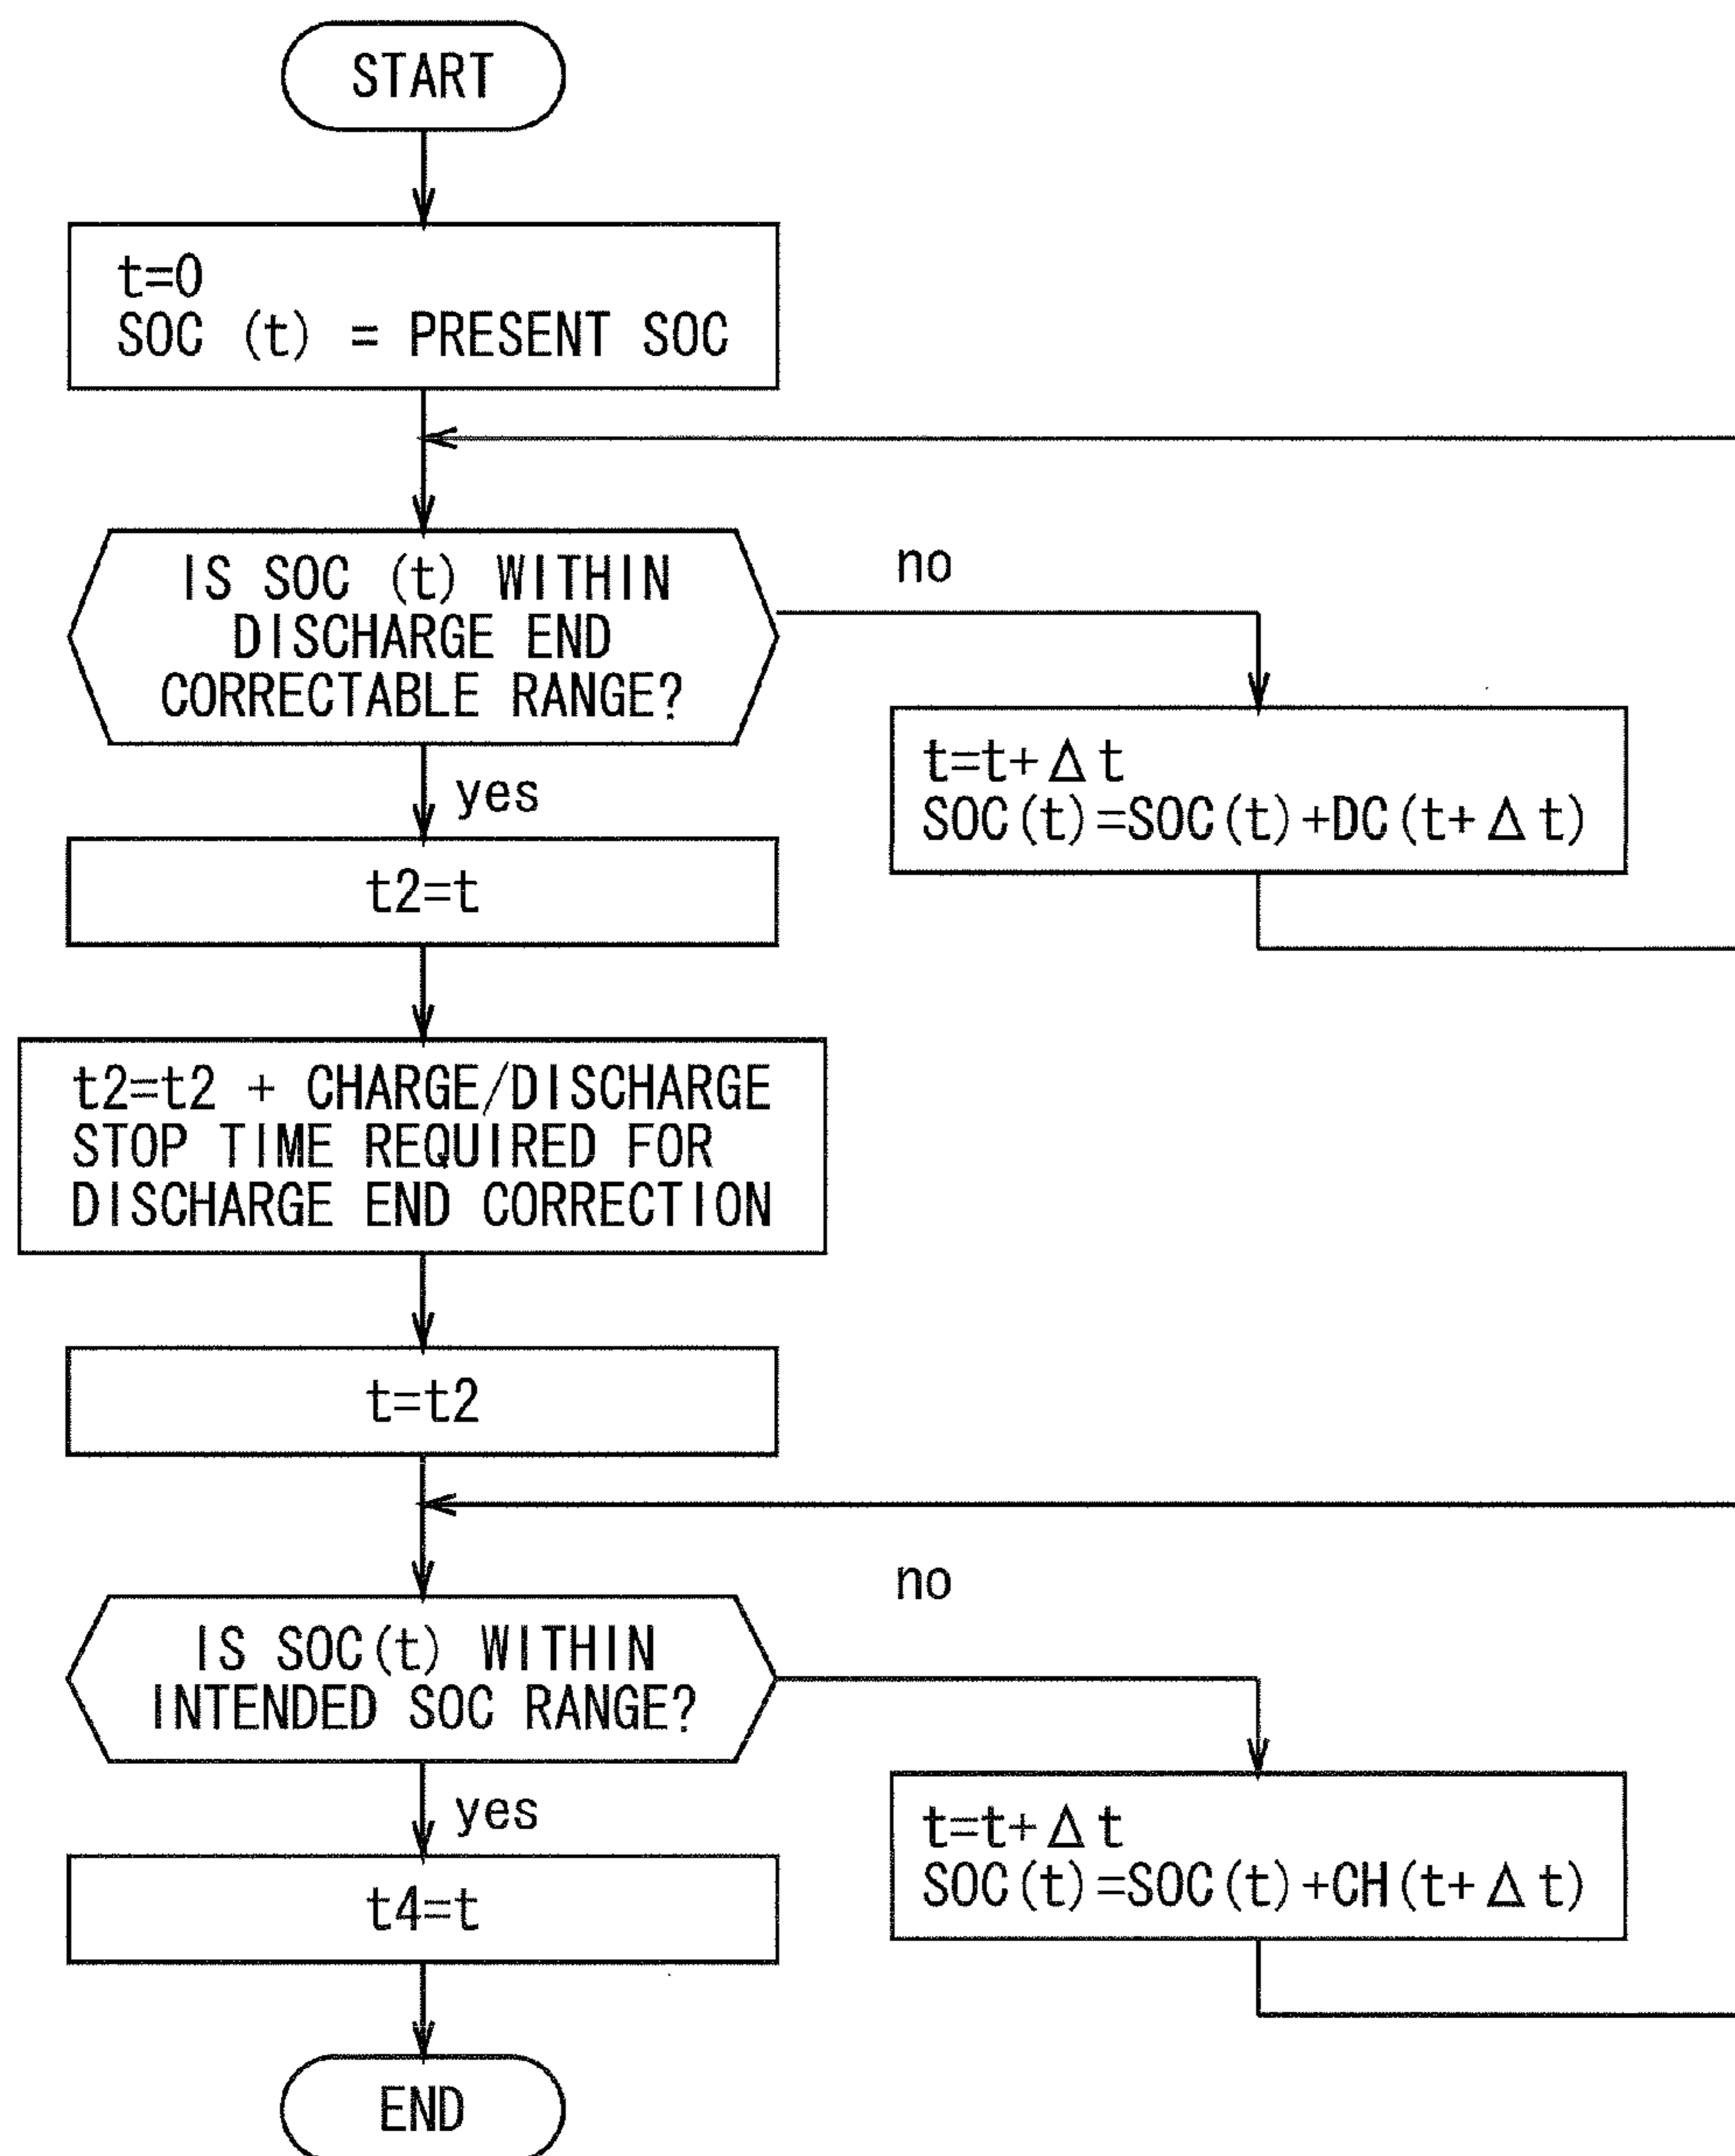 START
t=0
SOC (t) = PRESENT SOC
IS SOC (t) WITHIN
DISCHARGE END
CORRECTABLE RANGE?
no
t=t+Δt
SOC(t)=SOC(t)+DC(t+Δt)
yes
t2=t
t2=t2 + CHARGE/DISCHARGE
STOP TIME REQUIRED FOR
DISCHARGE END CORRECTION
t=t2
IS SOC(t) WITHIN
INTENDED SOC RANGE?
no
t=t+Δt
SOC(t)=SOC(t)+CH(t+Δt)
yes
t4=t
END